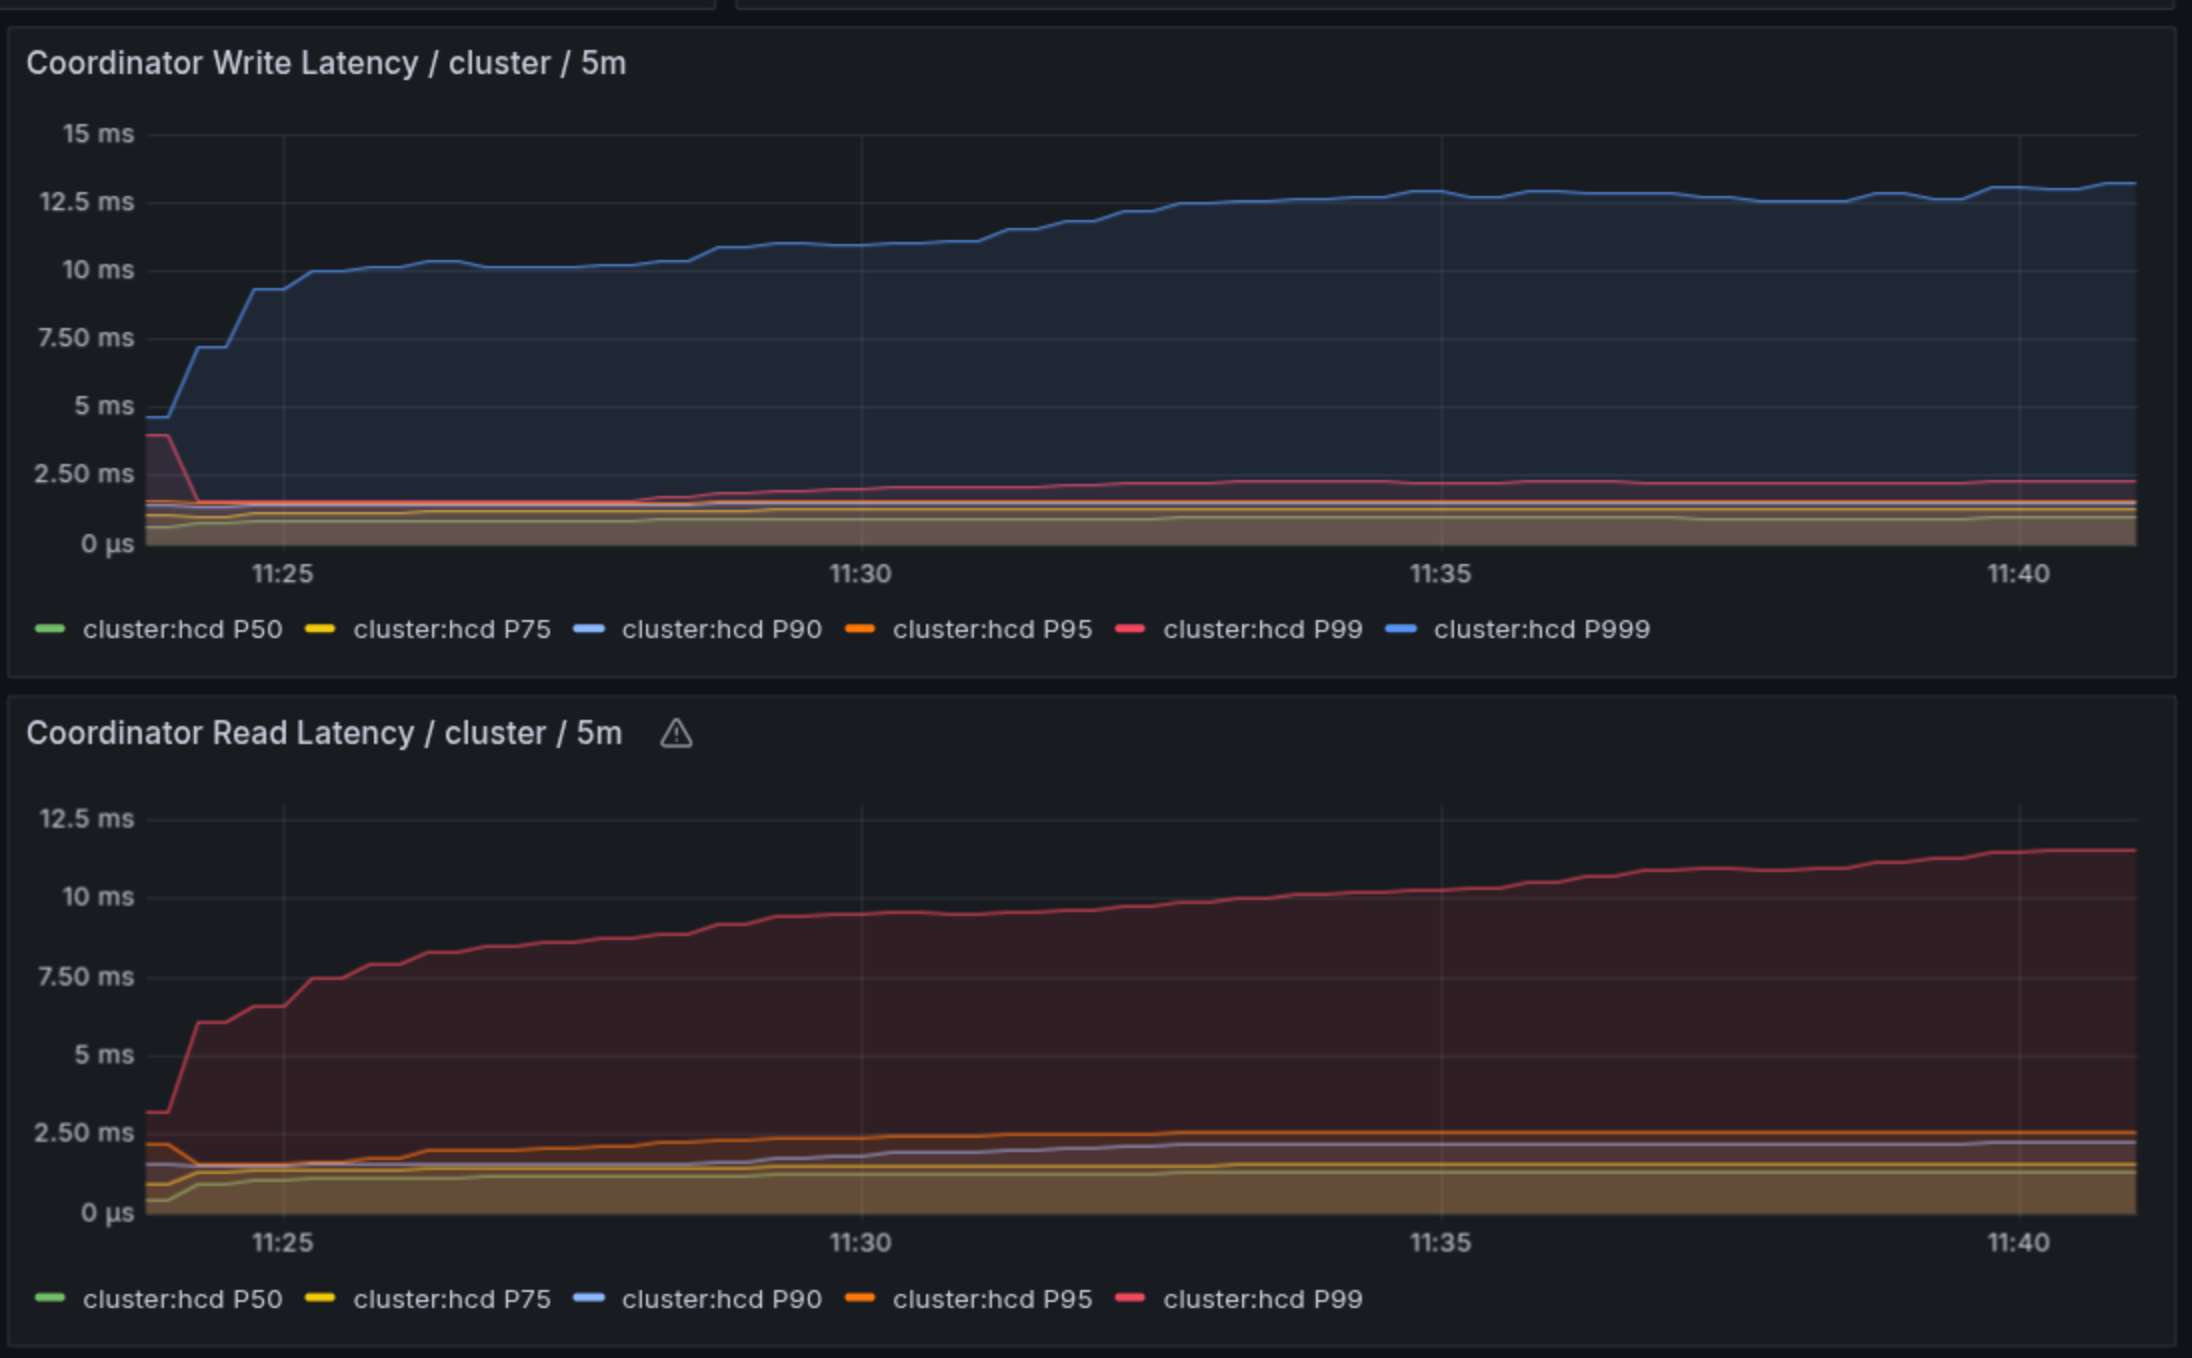 Coordinator Write Latency / cluster / 5m
15 ms
12.5 ms
10 ms
7.50 ms
5 ms
2.50 ms
0 µs
11:25 11:30 11:35 11:40
cluster:hcd P50 cluster:hcd P75 cluster:hcd P90 cluster:hcd P95 cluster:hcd P99 cluster:hcd P999
Coordinator Read Latency / cluster / 5m
12.5 ms
10 ms
7.50 ms
5 ms
2.50 ms
0 µs
11:25 11:30 11:35 11:40
cluster:hcd P50 cluster:hcd P75 cluster:hcd P90 cluster:hcd P95 cluster:hcd P99